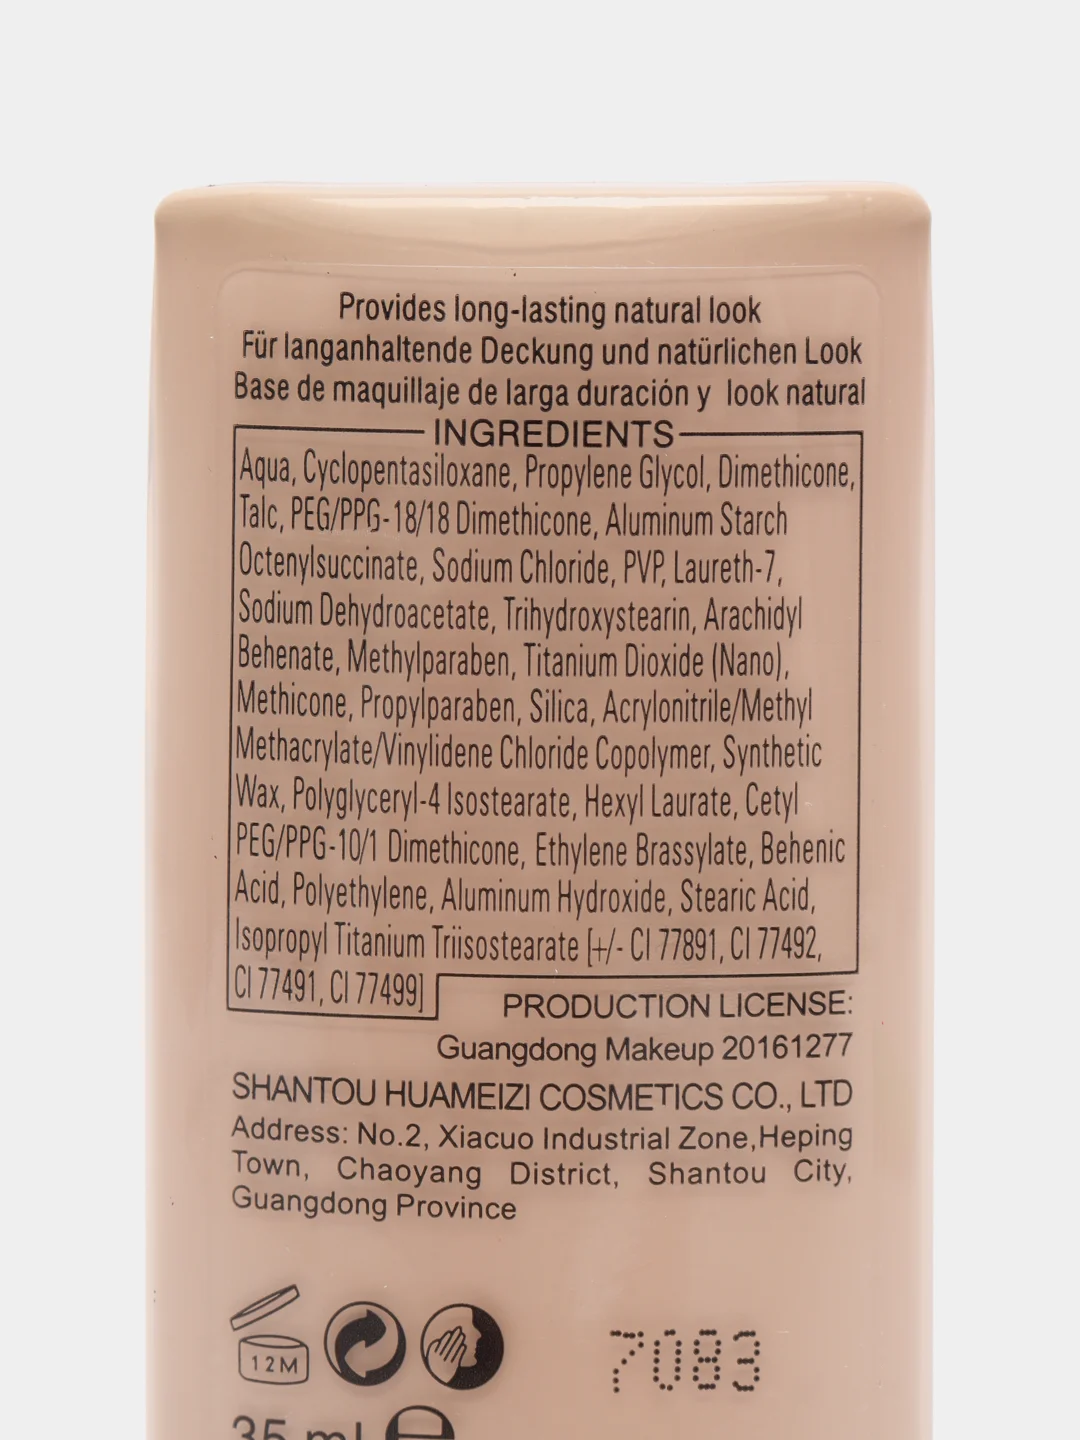 Provides long-lasting natural look
Für langanhaltende Deckung und natürlichen Look
Base de maquillaje de larga duración y look natural
INGREDIENTS
Aqua, Cyclopentasiloxane, Propylene Glycol, Dimethicone,
Talc, PEG/PPG-18/18 Dimethicone, Aluminum Starch
Octenylsuccinate, Sodium Chloride, PVP, Laureth-7,
Sodium Dehydroacetate, Trihydroxystearin, Arachidyl
Behenate, Methylparaben, Titanium Dioxide (Nano),
Methicone, Propylparaben, Silica, Acrylonitrile/Methyl
Methacrylate/Vinylidene Chloride Copolymer, Synthetic
Wax, Polyglyceryl-4 Isostearate, Hexyl Laurate, Cetyl
PEG/PPG-10/1 Dimethicone, Ethylene Brassylate, Behenic
Acid, Polyethylene, Aluminum Hydroxide, Stearic Acid,
Isopropyl Titanium Triisostearate [+/- CI 77891, CI 77492,
CI 77491, CI 77499]
PRODUCTION LICENSE:
Guangdong Makeup 20161277
SHANTOU HUAMEIZI COSMETICS CO., LTD
Address: No.2, Xiacuo Industrial Zone,Heping
Town, Chaoyang District, Shantou City,
Guangdong Province
12M
7083
35 ml e